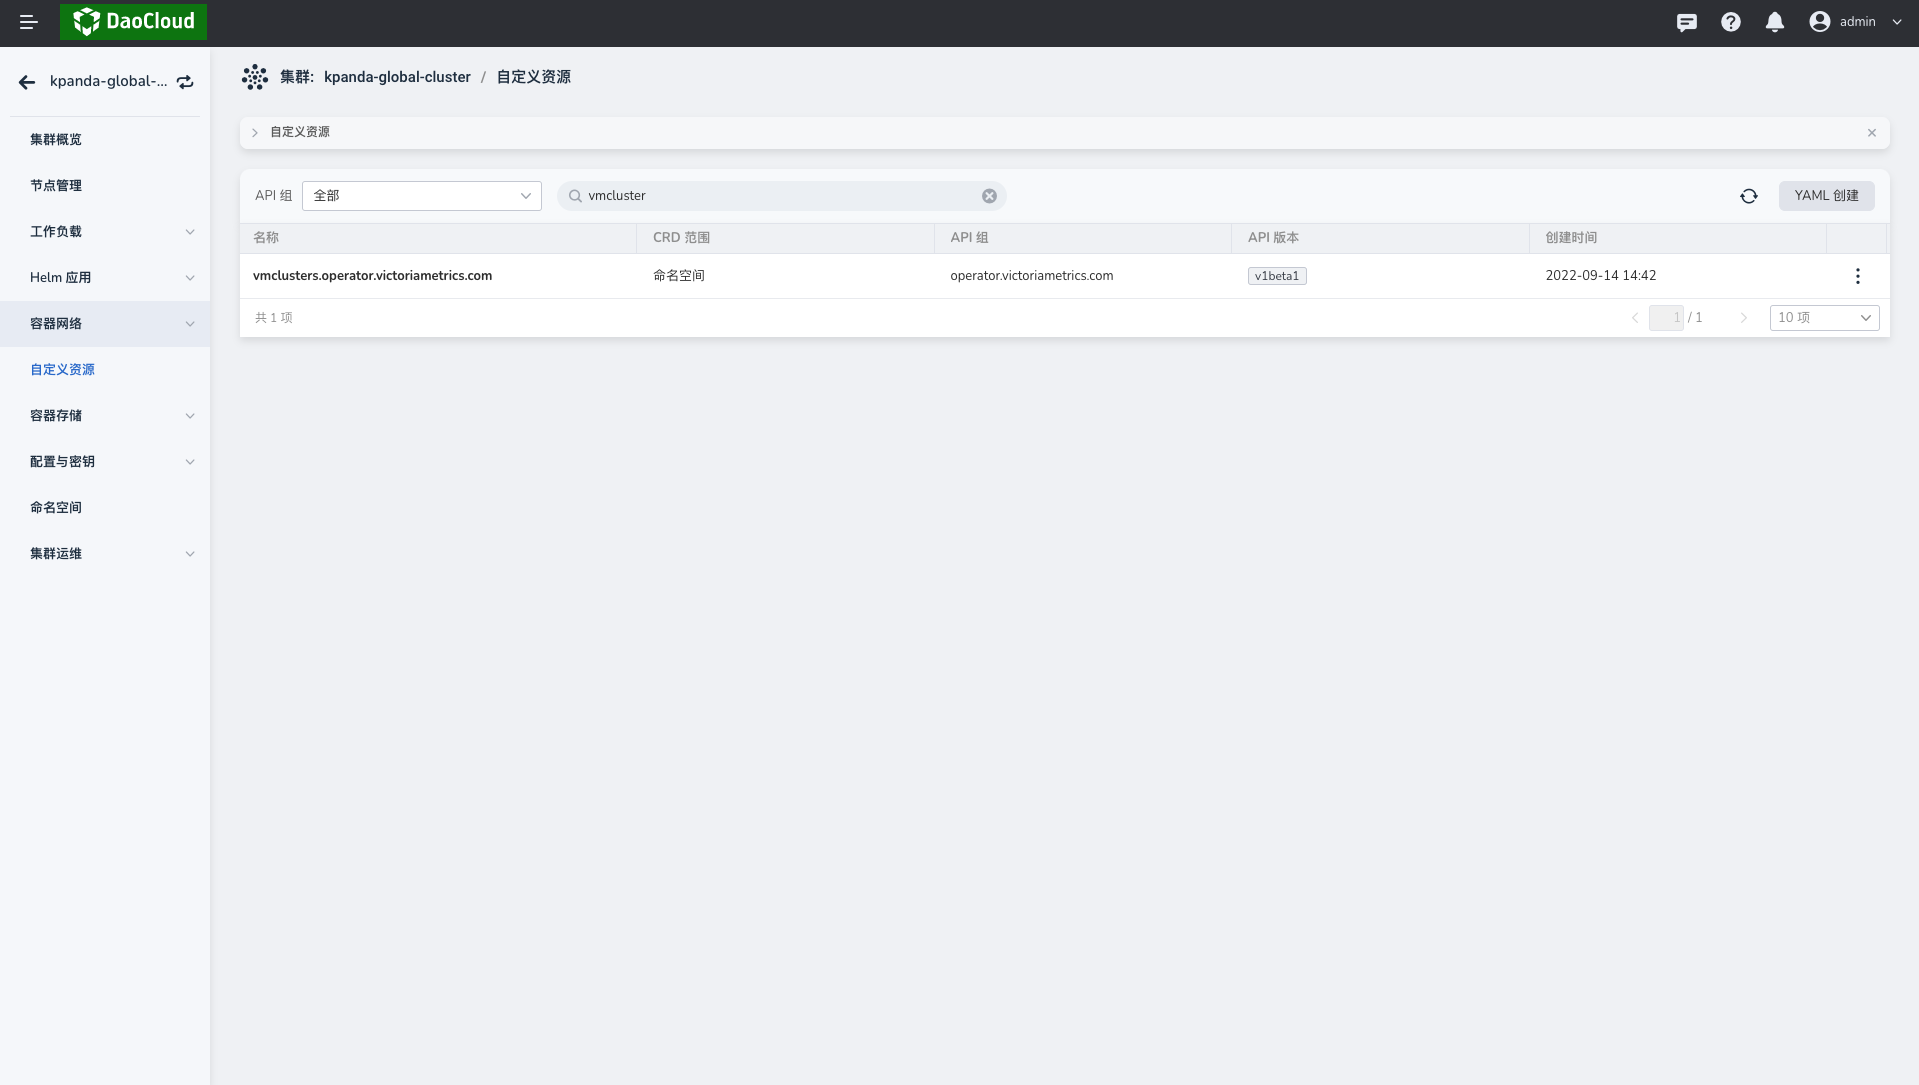 DaoCloud
admin
kpanda-global-...
集群概览
节点管理
工作负载
Helm 应用
容器网络
自定义资源
容器存储
配置与密钥
命名空间
集群运维
集群: kpanda-global-cluster / 自定义资源
自定义资源
API 组 全部 vmcluster YAML 创建
名称 CRD 范围 API 组 API 版本 创建时间
vmclusters.operator.victoriametrics.com 命名空间 operator.victoriametrics.com v1beta1 2022-09-14 14:42
共 1 项 1 / 1 10 项